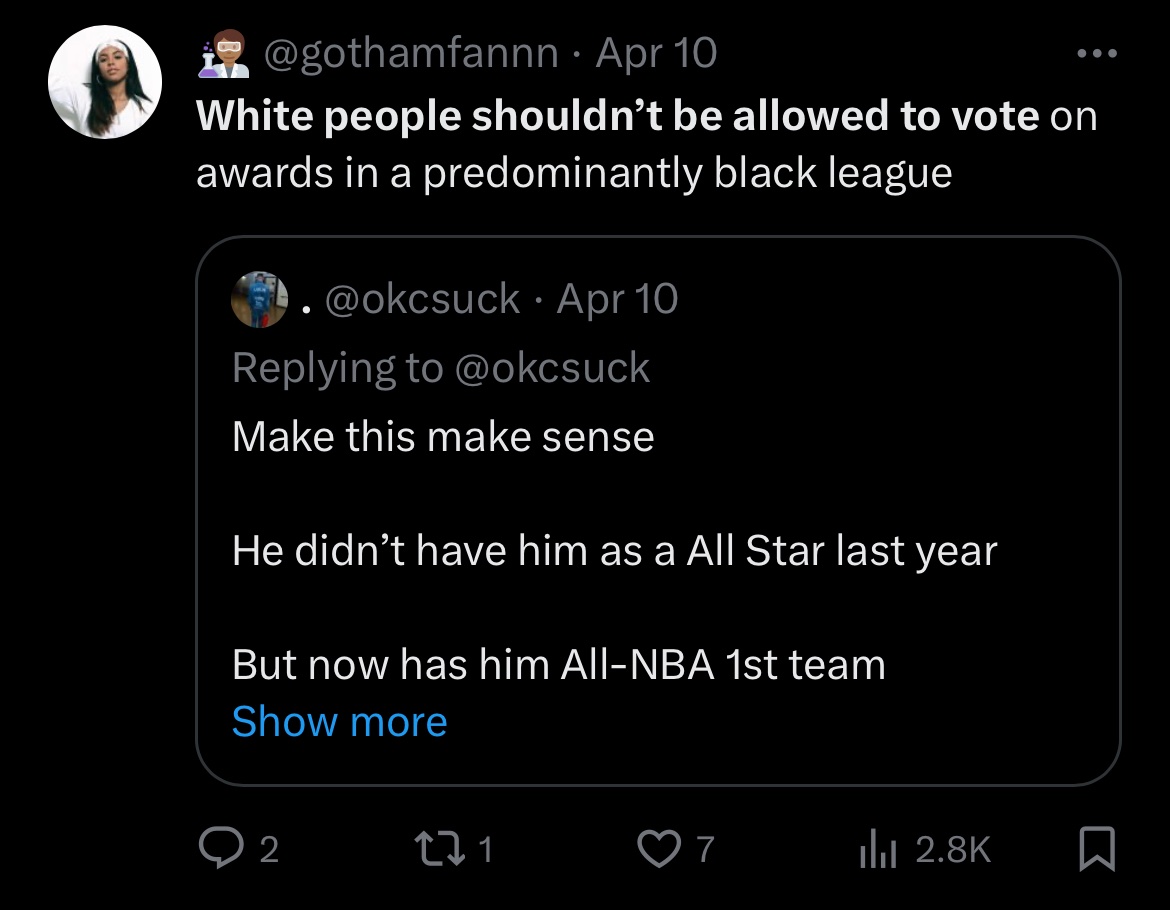 @gothamfannn · Apr 10
White people shouldn’t be allowed to vote on
awards in a predominantly black league
. @okcsuck · Apr 10
Replying to @okcsuck
Make this make sense
He didn’t have him as a All Star last year
But now has him All-NBA 1st team
Show more
2 1 7 2.8K